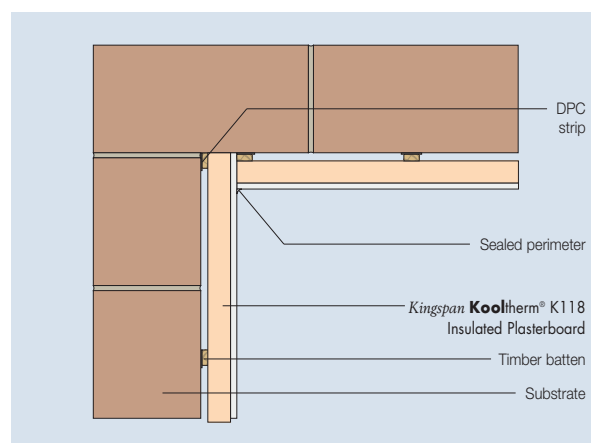 DPC
strip
Sealed perimeter
Kingspan Kooltherm® K118
Insulated Plasterboard
Timber batten
Substrate